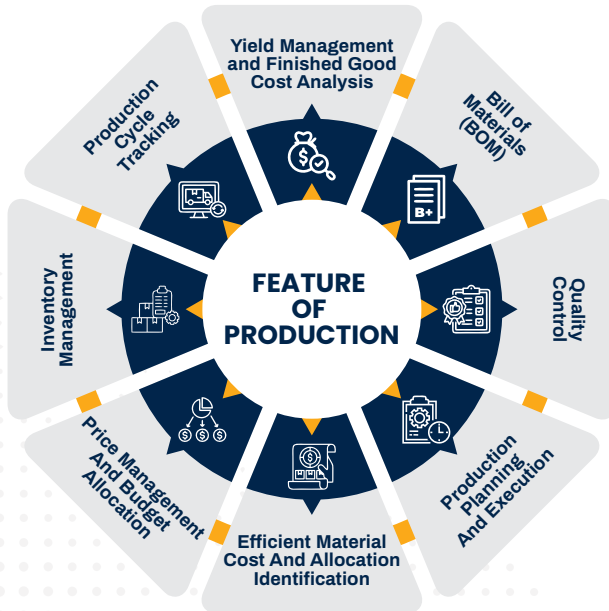 Yield Management
and Finished Good
Cost Analysis
Bill of
Materials
(BOM)
Quality
Control
Production
Planning
And Execution
Efficient Material
Cost And Allocation
Identification
Price Management
And Budget
Allocation
Inventory
Management
Production
Cycle
Tracking
FEATURE
OF
PRODUCTION
B+
$
$
$ $ $